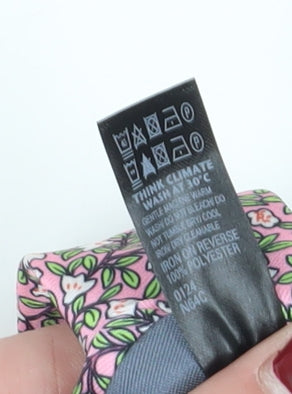 THINK CLIMATE
WASH AT 30°C
GENTLE MACHINE WARM
WASH DO NOT BLEACH DO
NOT TUMBLE DRY COOL
IRON DRY CLEANABLE
IRON ON REVERSE
100% POLYESTER
0124
N64C